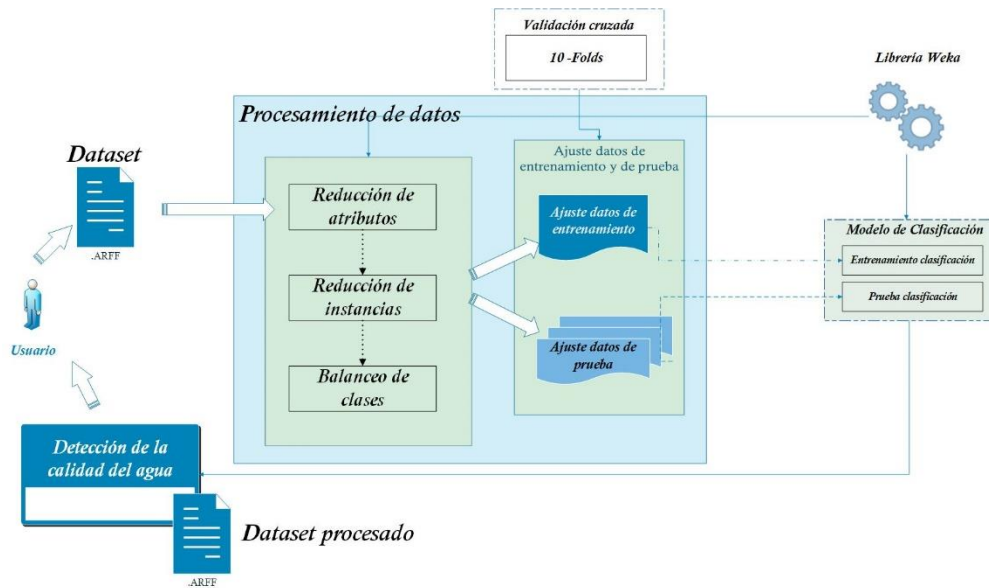 Validación cruzada
10 -Folds
Libreria Weka
Procesamiento de datos
Dataset
.ARFF
Usuario
Reducción de
atributos
Reducción de
instancias
Balanceo de
clases
Ajuste datos de
entrenamiento y de prueba
Ajuste datos de
entrenamiento
Ajuste datos de
prueba
Modelo de Clasificación
Entrenamiento clasificación
Prueba clasificación
Detección de la
calidad del agua
Dataset procesado
.ARFF